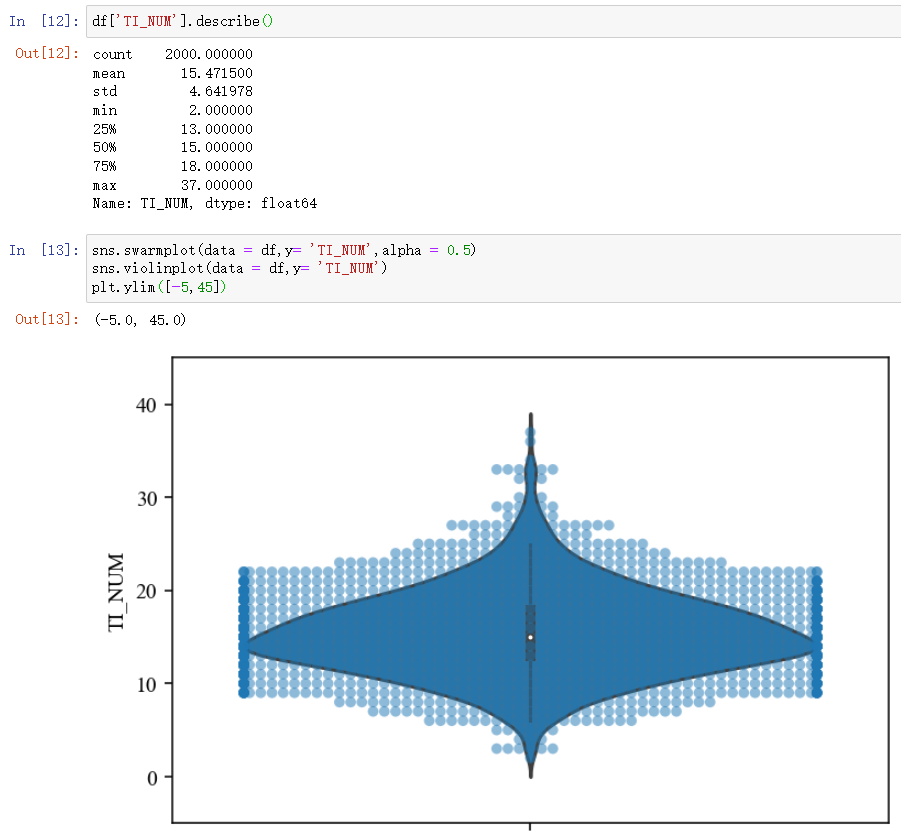 In [12]: df['TI_NUM'].describe()
Out[12]: count 2000.000000
mean 15.471500
std 4.641978
min 2.000000
25% 13.000000
50% 15.000000
75% 18.000000
max 37.000000
Name: TI_NUM, dtype: float64
In [13]: sns.swarmplot(data = df,y= 'TI_NUM',alpha = 0.5)
sns.violinplot(data = df,y= 'TI_NUM')
plt.ylim([-5,45])
Out[13]: (-5.0, 45.0)
40
30
TI_NUM
20
10
0